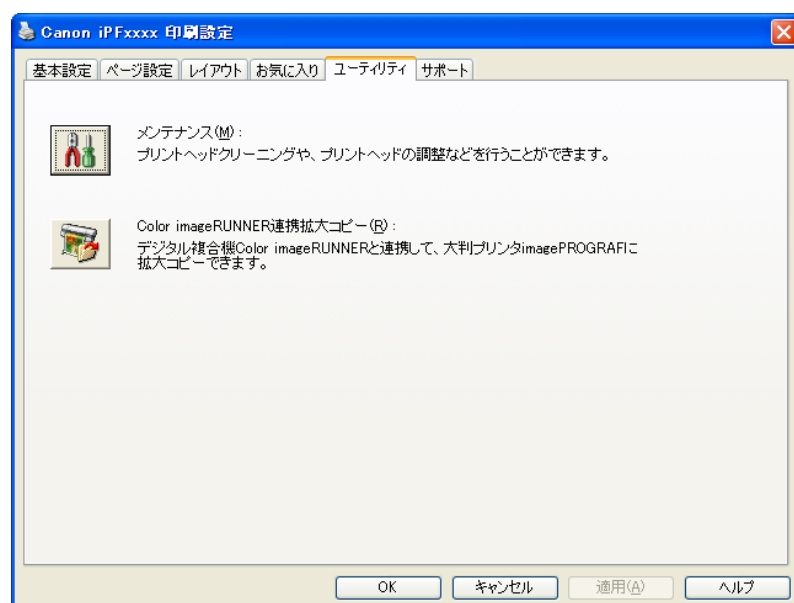 Canon iPFxxxx 印刷設定
基本設定 ページ設定 レイアウト お気に入り ユーティリティ サポート
メンテナンス(M):
プリントヘッドクリーニングや、プリントヘッドの調整などを行うことができます。
Color imageRUNNER連携拡大コピー(R):
デジタル複合機Color imageRUNNERと連携して、大判プリンタimagePROGRAFに
拡大コピーできます。
OK キャンセル 適用(A) ヘルプ